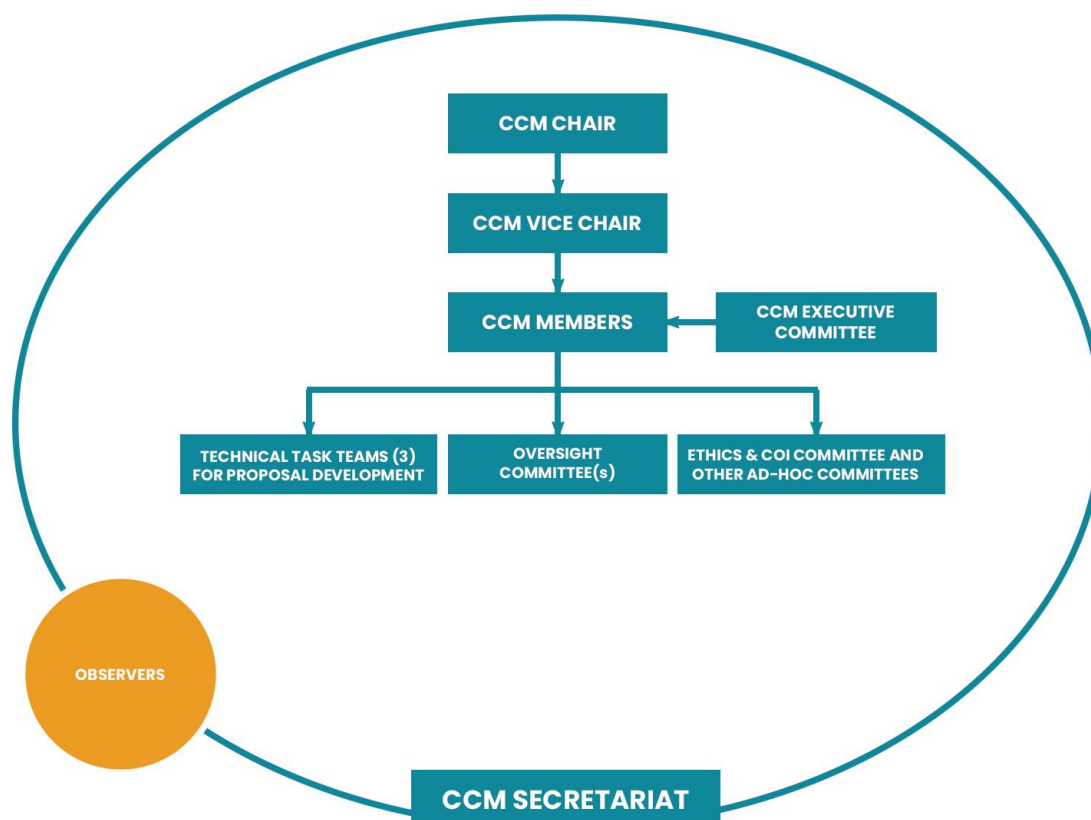 CCM CHAIR
CCM VICE CHAIR
CCM MEMBERS
CCM EXECUTIVE
COMMITTEE
TECHNICAL TASK TEAMS (3)
FOR PROPOSAL DEVELOPMENT
OVERSIGHT
COMMITTEE(s)
ETHICS & COI COMMITTEE AND
OTHER AD-HOC COMMITTEES
OBSERVERS
CCM SECRETARIAT